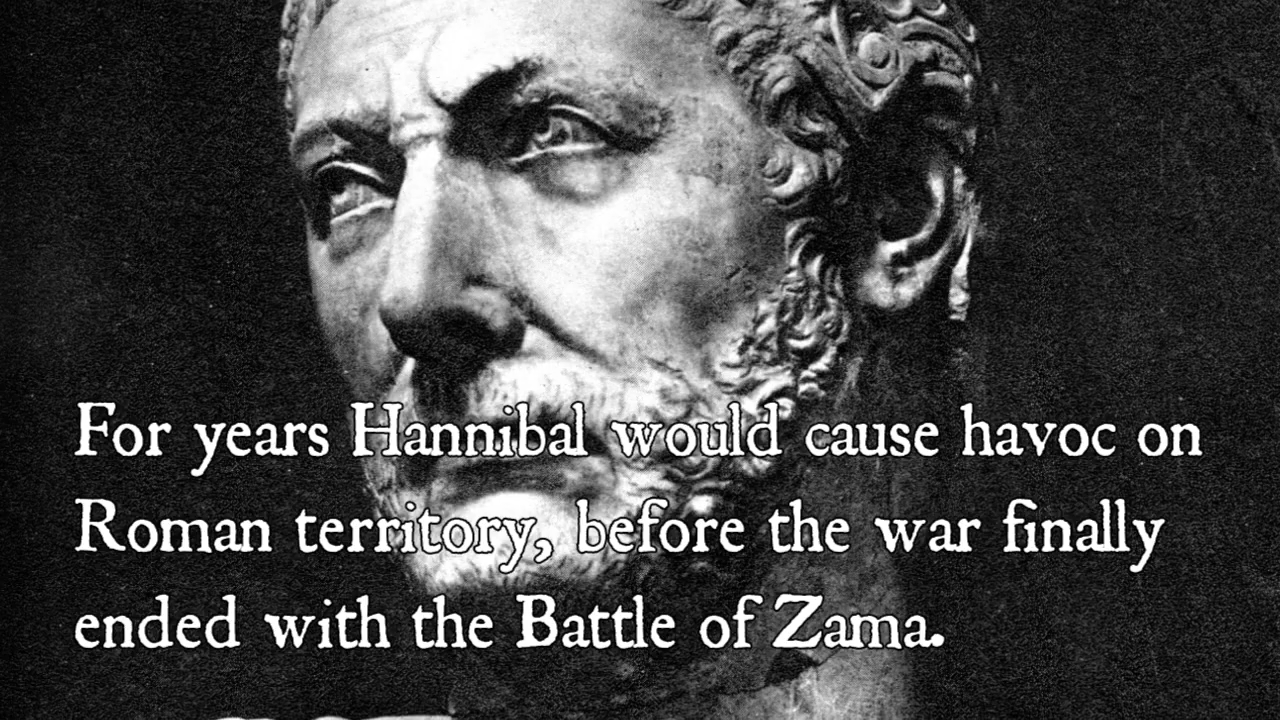 For years Hannibal would cause havoc on
Roman territory, before the war finally
ended with the Battle of Zama.